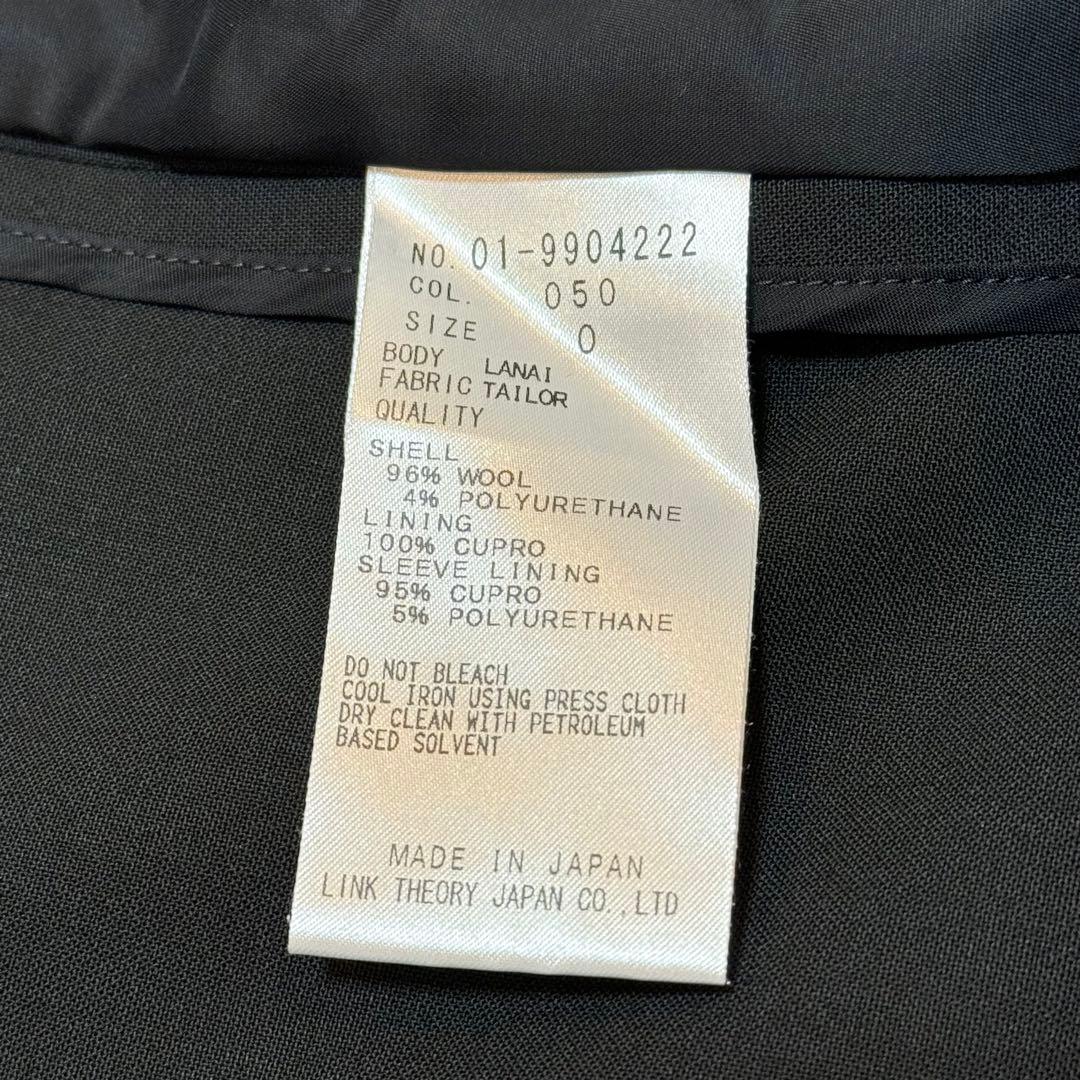 NO. 01-9904222
COL. 050
SIZE 0
BODY LANAI
FABRIC TAILOR
QUALITY
SHELL
96% WOOL
4% POLYURETHANE
LINING
100% CUPRO
SLEEVE LINING
95% CUPRO
5% POLYURETHANE
DO NOT BLEACH
COOL IRON USING PRESS CLOTH
DRY CLEAN WITH PETROLEUM
BASED SOLVENT
MADE IN JAPAN
LINK THEORY JAPAN CO.,LTD